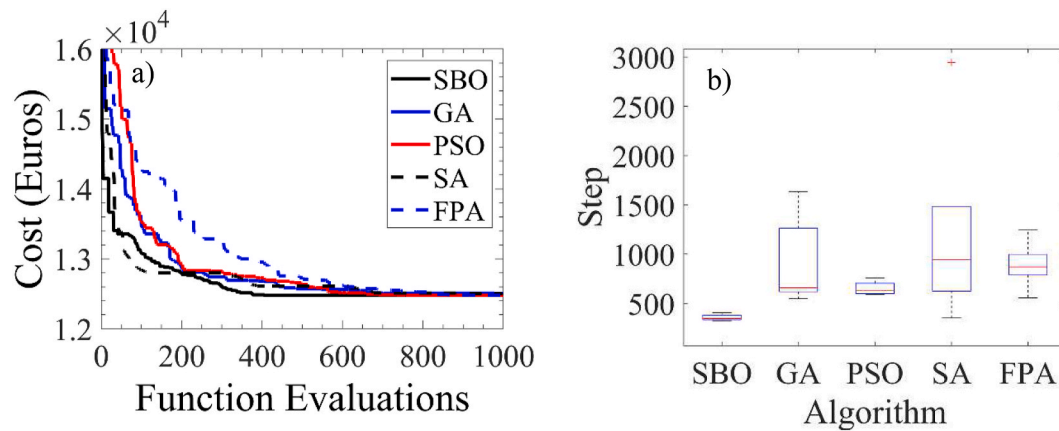 ×10⁴
a)
1.6
1.5
1.4
1.3
1.2
Cost (Euros)
0 200 400 600 800 1000
Function Evaluations
SBO
GA
PSO
SA
FPA
b)
3000
2500
2000
1500
1000
500
Step
SBO GA PSO SA FPA
Algorithm